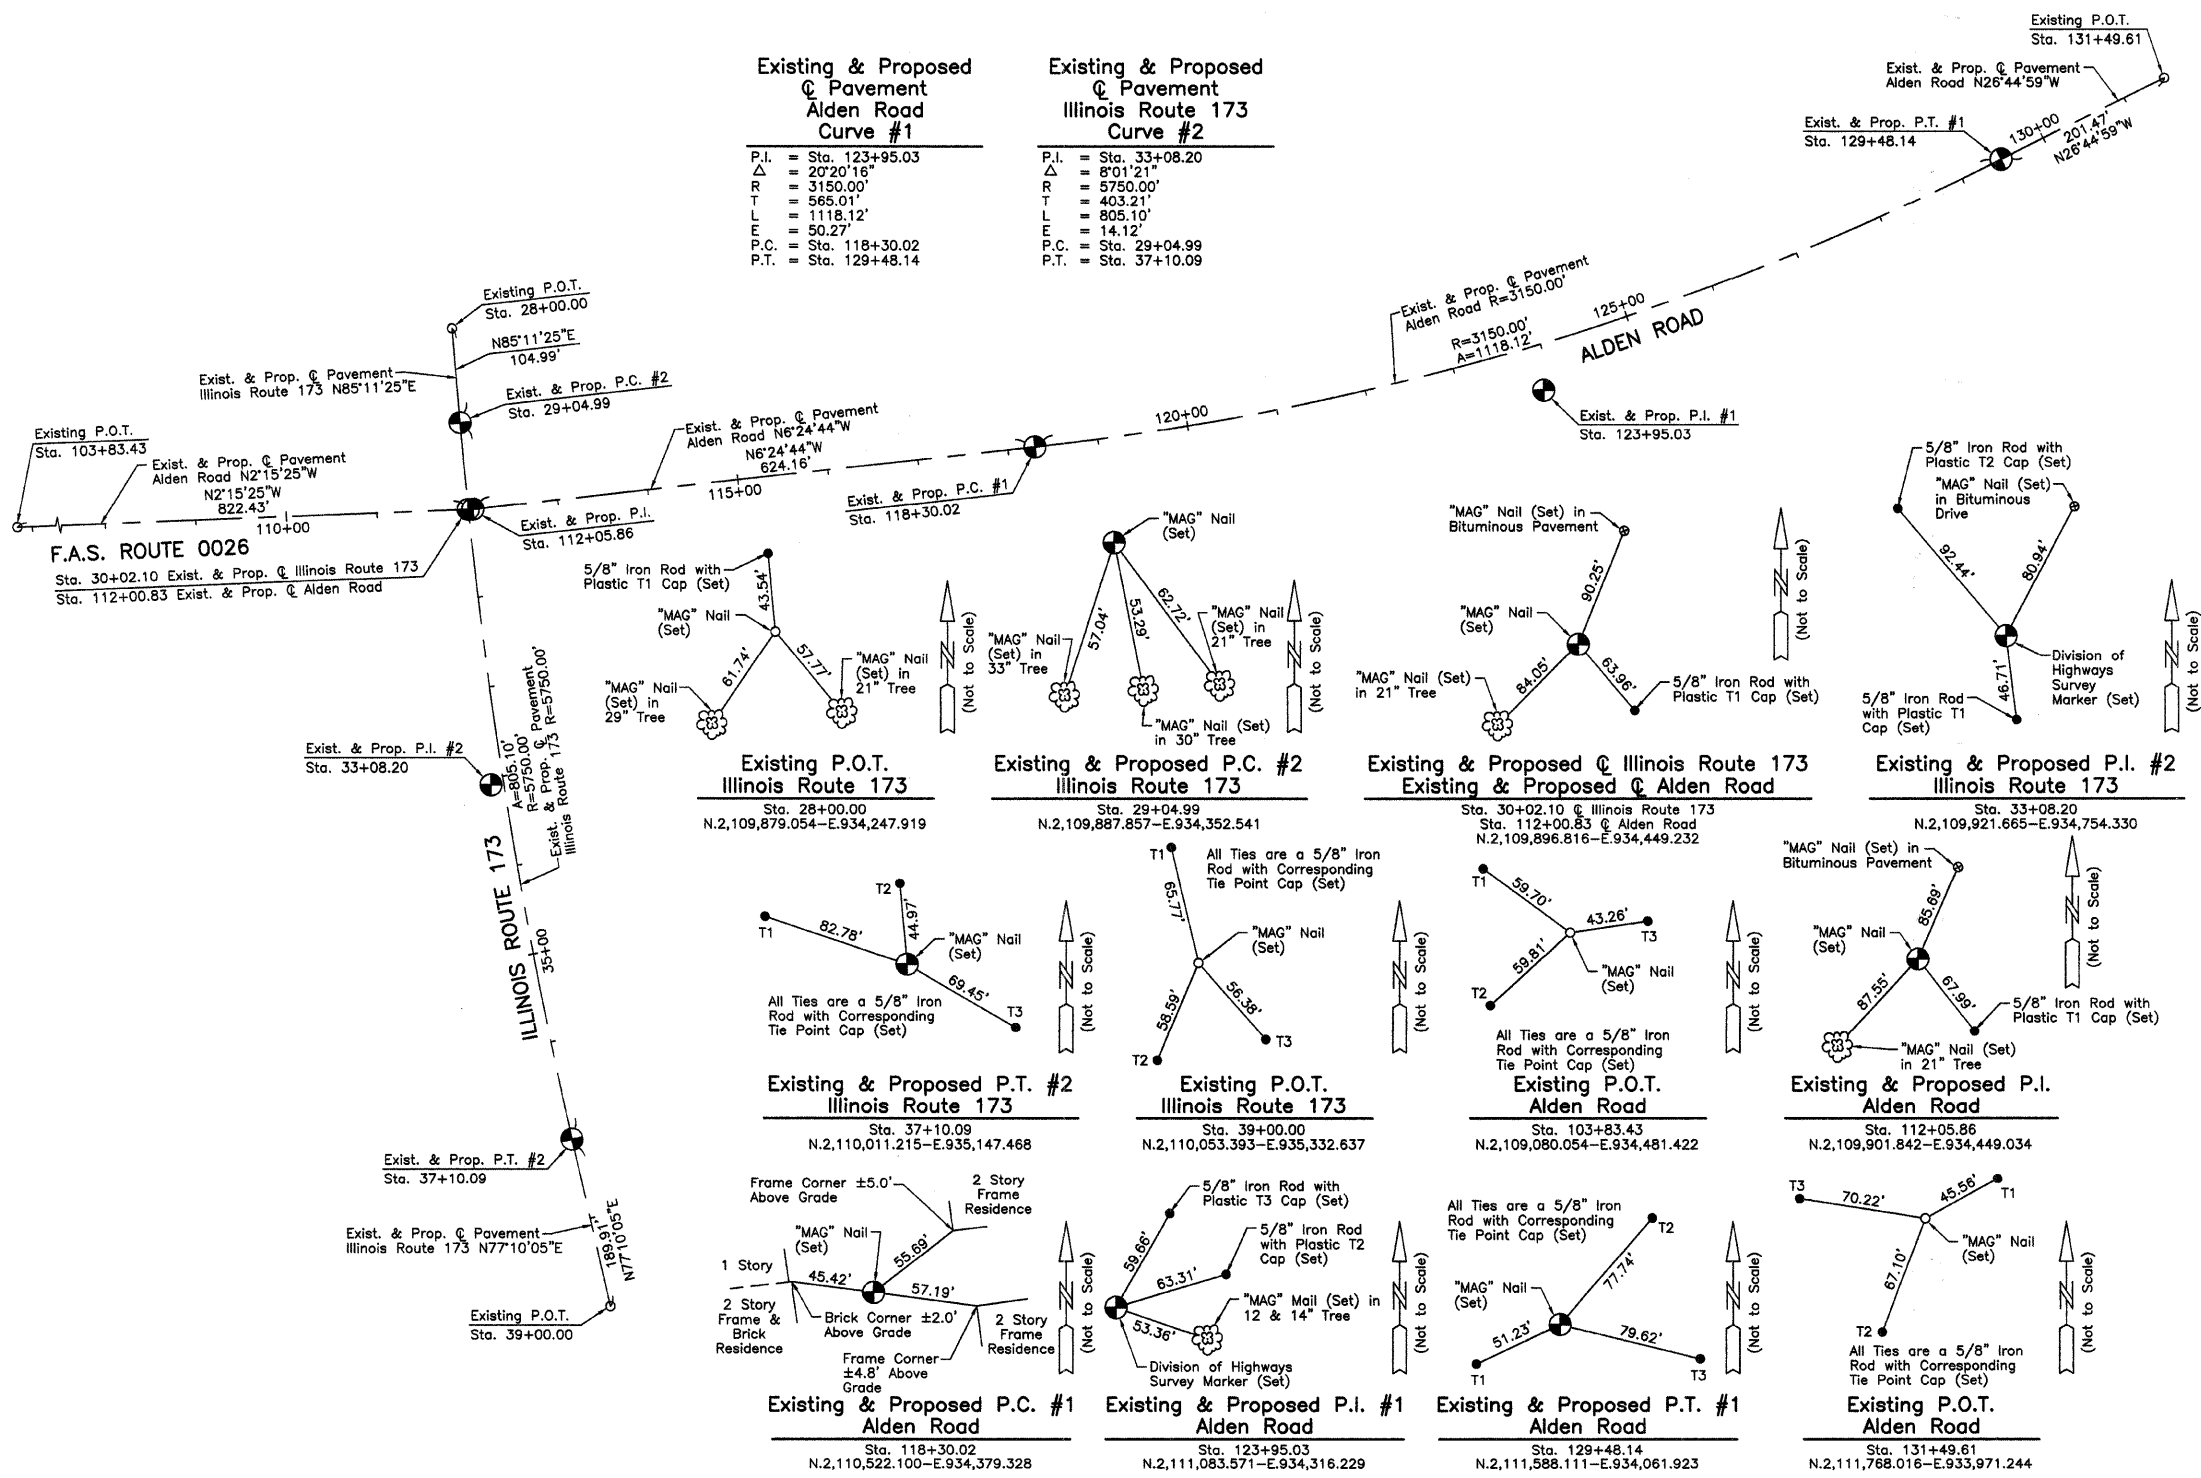 Existing & Proposed
℄ Pavement
Alden Road
Curve #1
P.I. = Sta. 123+95.03
△ = 20°20'16"
R = 3150.00'
T = 565.01'
L = 1118.12'
E = 50.27'
P.C. = Sta. 118+30.02
P.T. = Sta. 129+48.14
Existing & Proposed
℄ Pavement
Illinois Route 173
Curve #2
P.I. = Sta. 33+08.20
△ = 8°01'21"
R = 5750.00'
T = 403.21'
L = 805.10'
E = 14.12'
P.C. = Sta. 29+04.99
P.T. = Sta. 37+10.09
Existing P.O.T.
Sta. 131+49.61
Exist. & Prop. ℄ Pavement
Alden Road N26°44'59"W
Exist. & Prop. P.T. #1
Sta. 129+48.14
130+00
201.47'
N26°44'59"W
Exist. & Prop. ℄ Pavement
Alden Road R=3150.00'
R=3150.00'
A=1118.12'
125+00
ALDEN ROAD
Exist. & Prop. P.I. #1
Sta. 123+95.03
120+00
Existing P.O.T.
Sta. 28+00.00
N85°11'25"E
104.99'
Exist. & Prop. ℄ Pavement
Illinois Route 173 N85°11'25"E
Exist. & Prop. P.C. #2
Sta. 29+04.99
Existing P.O.T.
Sta. 103+83.43
Exist. & Prop. ℄ Pavement
Alden Road N2°15'25"W
N2°15'25"W
822.43'
110+00
Exist. & Prop. ℄ Pavement
Alden Road N6°24'44"W
N6°24'44"W
624.16'
115+00
Exist. & Prop. P.C. #1
Sta. 118+30.02
Exist. & Prop. P.I.
Sta. 112+05.86
F.A.S. ROUTE 0026
Sta. 30+02.10 Exist. & Prop. ℄ Illinois Route 173
Sta. 112+00.83 Exist. & Prop. ℄ Alden Road
A=805.10'
R=5750.00'
Exist. & Prop. ℄ Pavement
Illinois Route 173 R=5750.00'
Exist. & Prop. P.I. #2
Sta. 33+08.20
ILLINOIS ROUTE 173
35+00
Exist. & Prop. P.T. #2
Sta. 37+10.09
Exist. & Prop. ℄ Pavement
Illinois Route 173 N77°10'05"E
189.91'
N77°10'05"E
Existing P.O.T.
Sta. 39+00.00
5/8" Iron Rod with
Plastic T1 Cap (Set)
43.54'
"MAG" Nail
(Set)
61.74'
57.77'
"MAG" Nail
(Set) in
29" Tree
"MAG" Nail
(Set) in
21" Tree
N
(Not to Scale)
Existing P.O.T.
Illinois Route 173
Sta. 28+00.00
N.2,109,879.054-E.934,247.919
"MAG" Nail
(Set)
57.04'
53.29'
62.72'
"MAG" Nail
(Set) in
33" Tree
"MAG" Nail
(Set) in
21" Tree
"MAG" Nail (Set)
in 30" Tree
N
(Not to Scale)
Existing & Proposed P.C. #2
Illinois Route 173
Sta. 29+04.99
N.2,109,887.857-E.934,352.541
"MAG" Nail (Set) in
Bituminous Pavement
90.25'
"MAG" Nail
(Set)
84.05'
63.96'
"MAG" Nail (Set)
in 21" Tree
5/8" Iron Rod with
Plastic T1 Cap (Set)
N
(Not to Scale)
Existing & Proposed ℄ Illinois Route 173
Existing & Proposed ℄ Alden Road
Sta. 30+02.10 ℄ Illinois Route 173
Sta. 112+00.83 ℄ Alden Road
N.2,109,896.816-E.934,449.232
5/8" Iron Rod with
Plastic T2 Cap (Set)
"MAG" Nail (Set)
in Bituminous
Drive
92.44'
80.94'
46.71'
Division of
Highways
Survey
Marker (Set)
5/8" Iron Rod
with Plastic T1
Cap (Set)
N
(Not to Scale)
Existing & Proposed P.I. #2
Illinois Route 173
Sta. 33+08.20
N.2,109,921.665-E.934,754.330
T1
82.78'
T2
44.97'
"MAG" Nail
(Set)
69.45'
T3
All Ties are a 5/8" Iron
Rod with Corresponding
Tie Point Cap (Set)
N
(Not to Scale)
Existing & Proposed P.T. #2
Illinois Route 173
Sta. 37+10.09
N.2,110,011.215-E.935,147.468
T1
65.77'
All Ties are a 5/8" Iron
Rod with Corresponding
Tie Point Cap (Set)
"MAG" Nail
(Set)
58.59'
56.38'
T2
T3
N
(Not to Scale)
Existing P.O.T.
Illinois Route 173
Sta. 39+00.00
N.2,110,053.393-E.935,332.637
T1
59.70'
43.26'
T3
59.81'
T2
"MAG" Nail
(Set)
All Ties are a 5/8" Iron
Rod with Corresponding
Tie Point Cap (Set)
N
(Not to Scale)
Existing P.O.T.
Alden Road
Sta. 103+83.43
N.2,109,080.054-E.934,481.422
"MAG" Nail (Set) in
Bituminous Pavement
85.69'
"MAG" Nail
(Set)
87.55'
67.99'
5/8" Iron Rod with
Plastic T1 Cap (Set)
"MAG" Nail (Set)
in 21" Tree
N
(Not to Scale)
Existing & Proposed P.I.
Alden Road
Sta. 112+05.86
N.2,109,901.842-E.934,449.034
Frame Corner ±5.0'
Above Grade
2 Story
Frame
Residence
"MAG" Nail
(Set)
55.69'
1 Story
45.42'
57.19'
2 Story
Frame &
Brick
Residence
Brick Corner ±2.0'
Above Grade
2 Story
Frame
Residence
Frame Corner
±4.8' Above
Grade
N
(Not to Scale)
Existing & Proposed P.C. #1
Alden Road
Sta. 118+30.02
N.2,110,522.100-E.934,379.328
5/8" Iron Rod with
Plastic T3 Cap (Set)
59.66'
5/8" Iron Rod
with Plastic T2
Cap (Set)
63.31'
"MAG" Mail (Set) in
12 & 14" Tree
53.36'
Division of Highways
Survey Marker (Set)
N
(Not to Scale)
Existing & Proposed P.I. #1
Alden Road
Sta. 123+95.03
N.2,111,083.571-E.934,316.229
All Ties are a 5/8" Iron
Rod with Corresponding
Tie Point Cap (Set)
T2
77.74'
"MAG" Nail
(Set)
51.23'
79.62'
T1
T3
N
(Not to Scale)
Existing & Proposed P.T. #1
Alden Road
Sta. 129+48.14
N.2,111,588.111-E.934,061.923
T3
70.22'
45.56'
T1
"MAG" Nail
(Set)
67.10'
T2
All Ties are a 5/8" Iron
Rod with Corresponding
Tie Point Cap (Set)
N
(Not to Scale)
Existing P.O.T.
Alden Road
Sta. 131+49.61
N.2,111,768.016-E.933,971.244